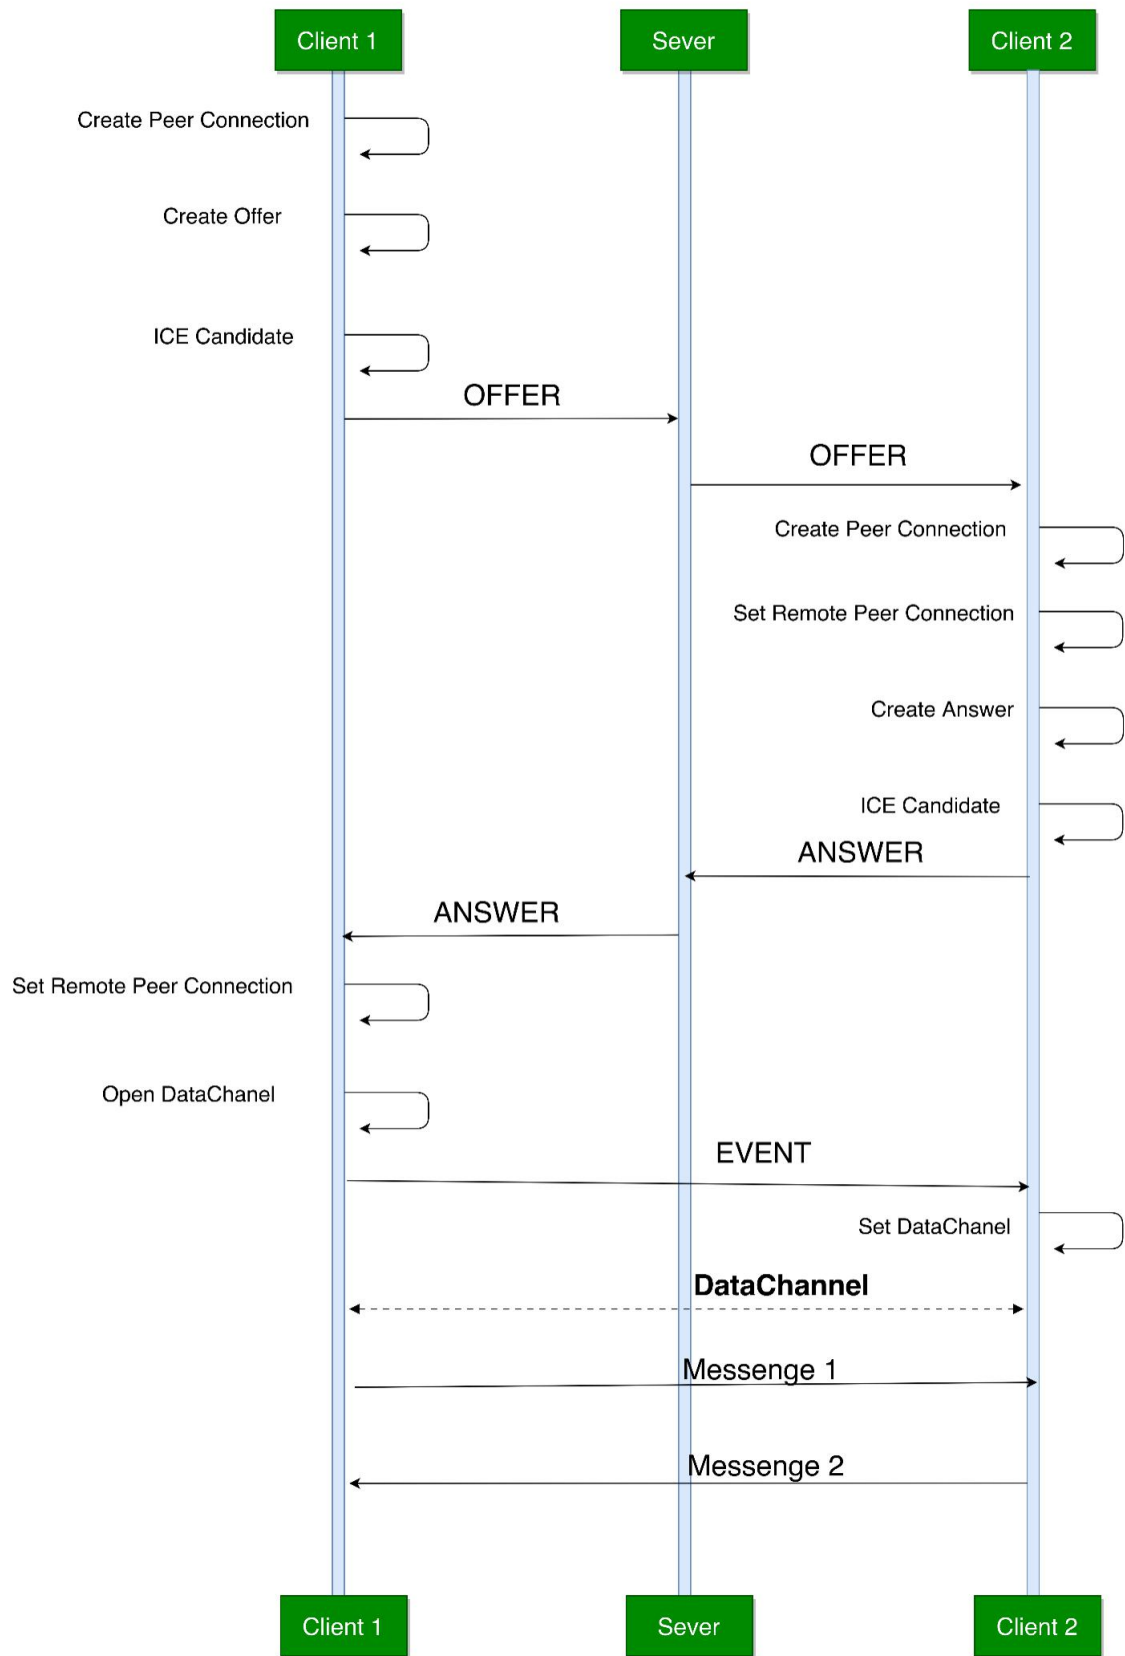 Client 1
Sever
Client 2
Create Peer Connection
Create Offer
ICE Candidate
OFFER
OFFER
Create Peer Connection
Set Remote Peer Connection
Create Answer
ICE Candidate
ANSWER
ANSWER
Set Remote Peer Connection
Open DataChanel
EVENT
Set DataChanel
DataChannel
Messenge 1
Messenge 2
Client 1
Sever
Client 2